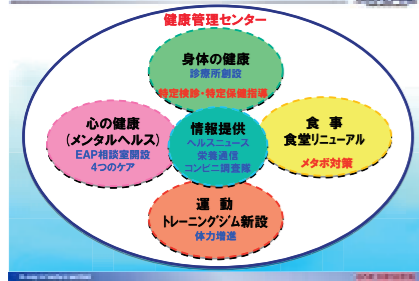 健康管理センター
身体の健康
診療所創設
特定検診・特定保健指導
心の健康
(メンタルヘルス)
EAP相談室開設
4つのケア
情報提供
ヘルスニュース
栄養通信
コンビニ調査隊
食 事
食堂リニューアル
メタボ対策
運 動
トレーニングジム新設
体力増進